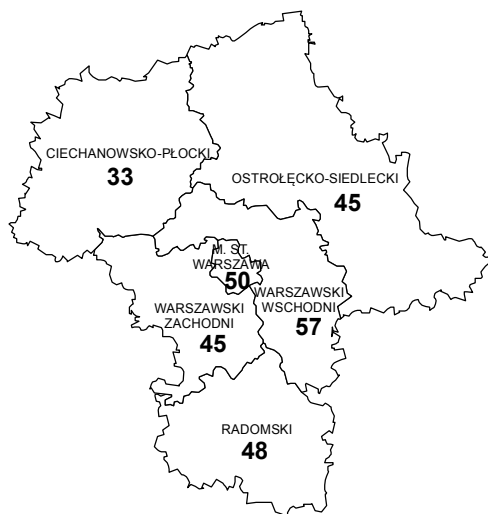 CIECHANOWSKO-PŁOCKI
33
OSTROŁĘCKO-SIEDLECKI
45
M. ST.
WARSZAWA
50
WARSZAWSKI
WSCHODNI
57
WARSZAWSKI
ZACHODNI
45
RADOMSKI
48